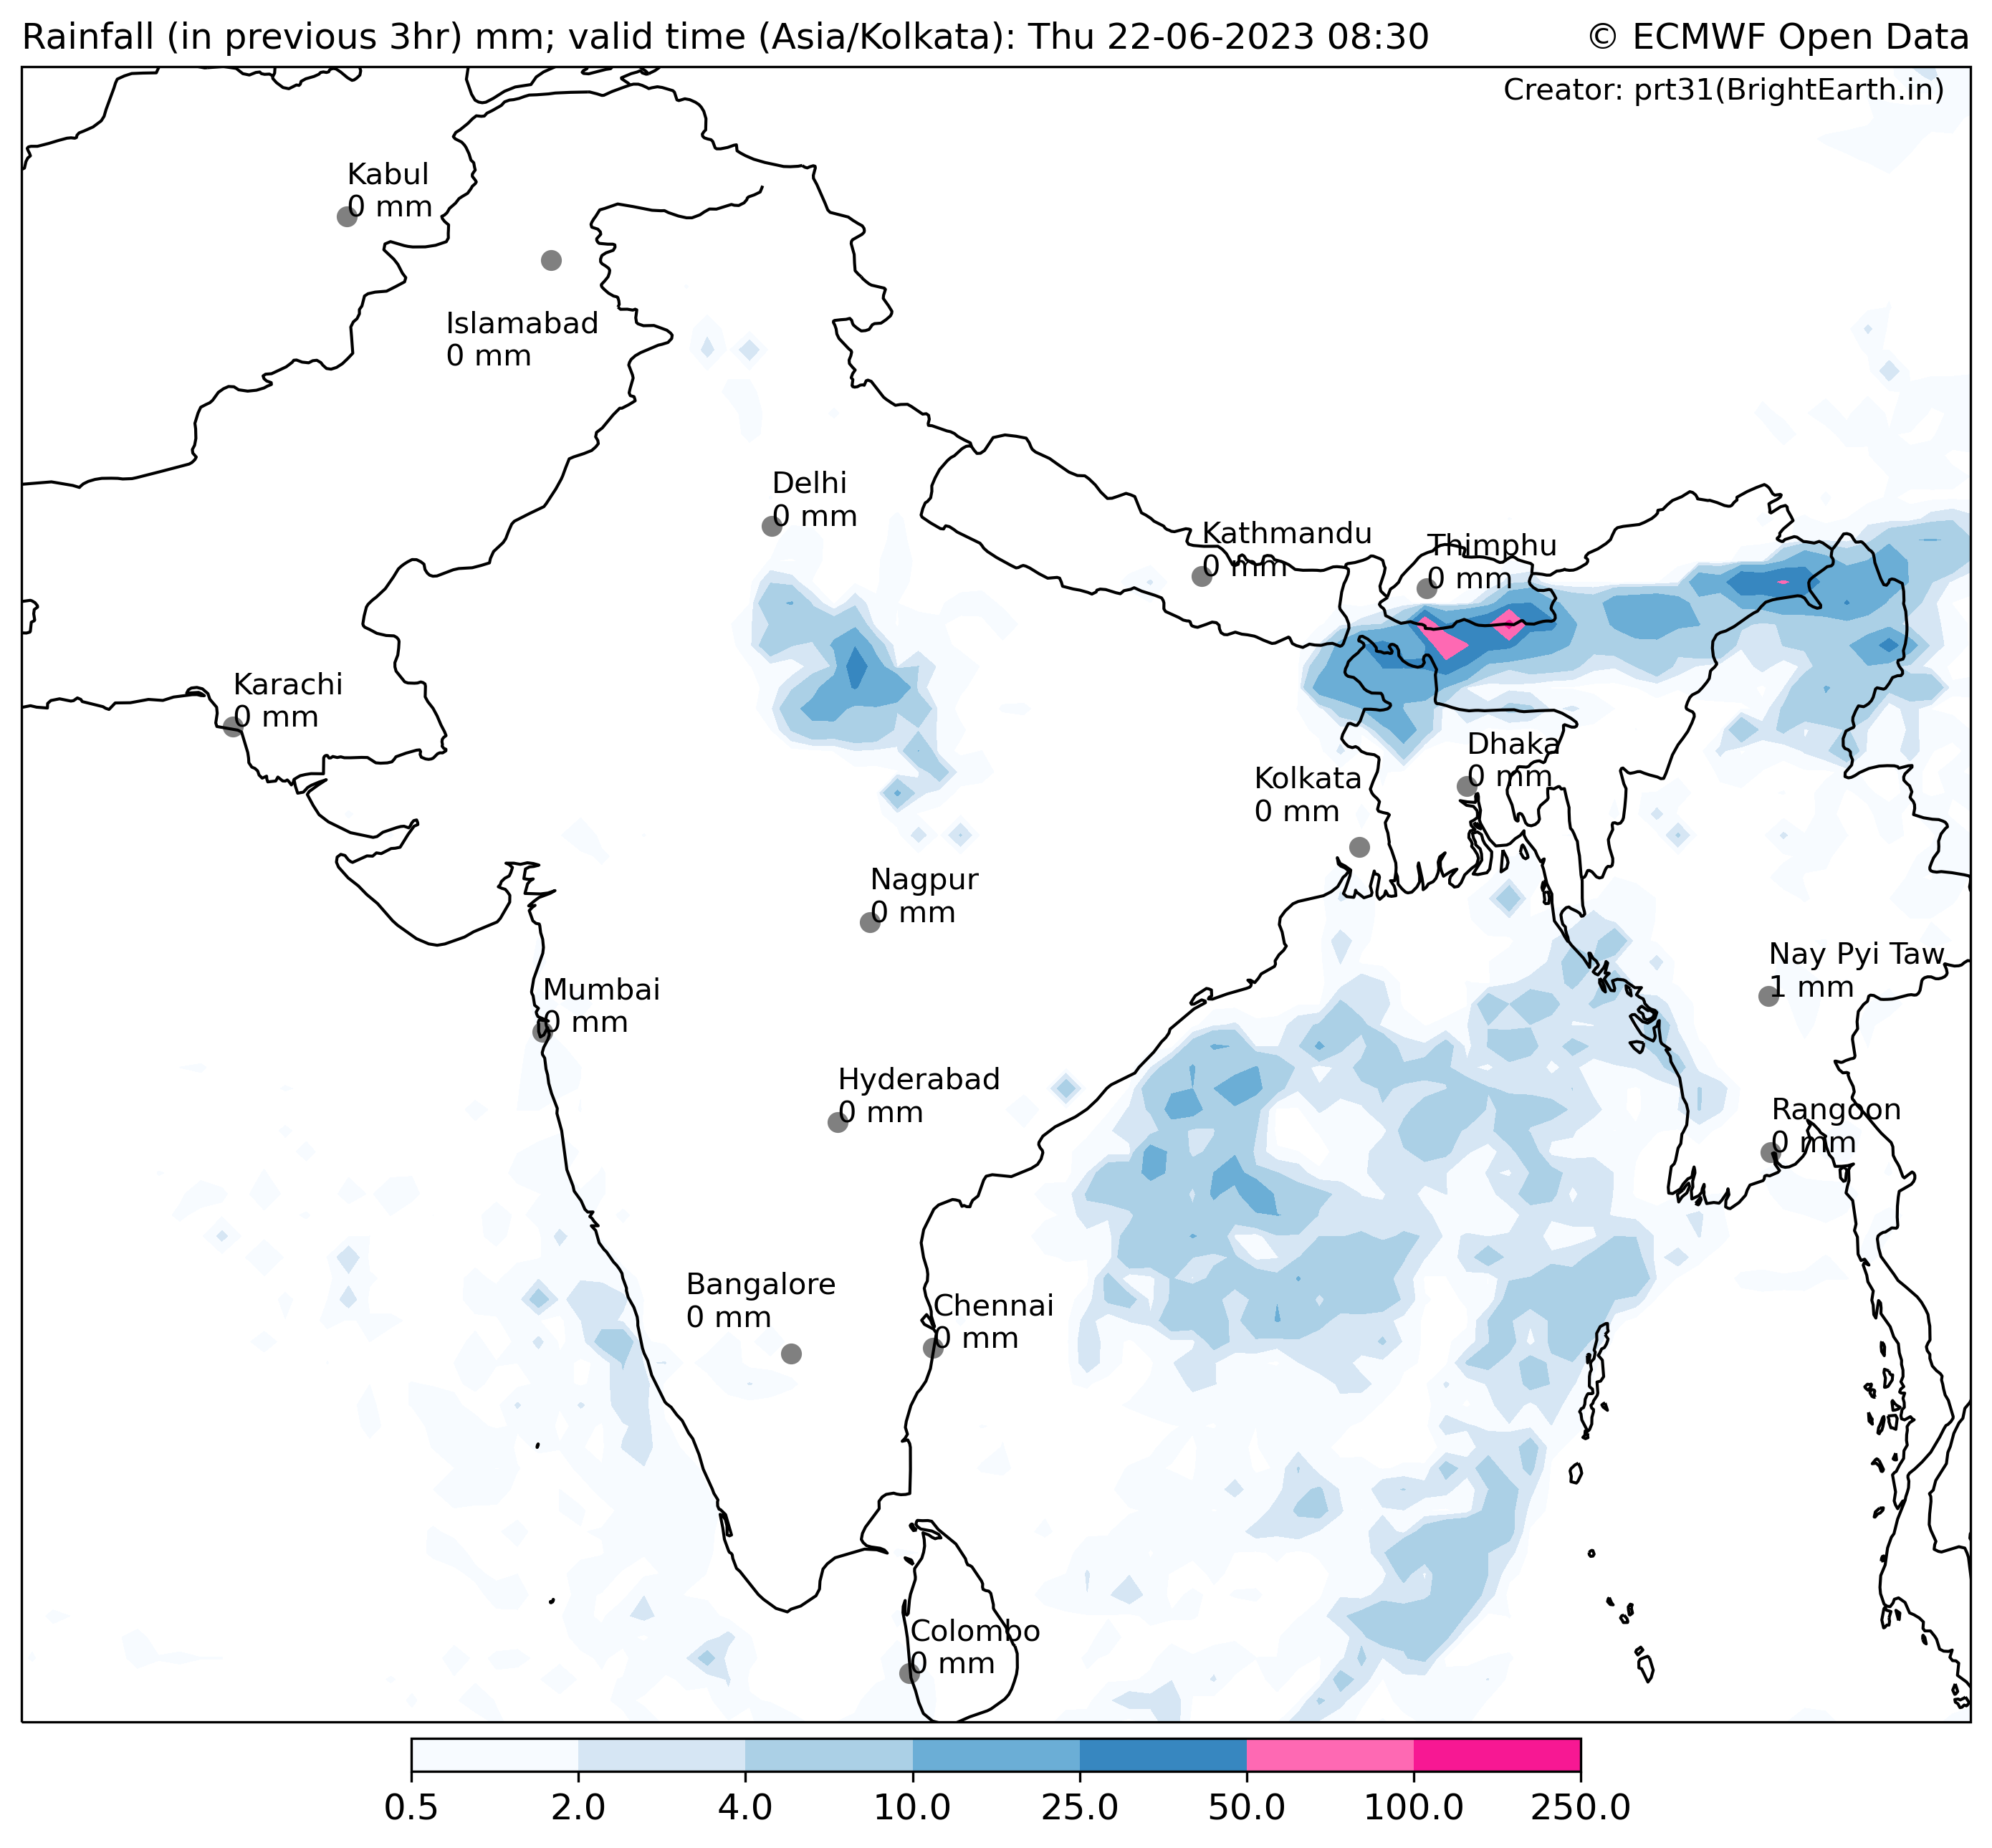 Rainfall (in previous 3hr) mm; valid time (Asia/Kolkata): Thu 22-06-2023 08:30
© ECMWF Open Data
Creator: prt31(BrightEarth.in)
Kabul
0 mm
Islamabad
0 mm
Delhi
0 mm
Kathmandu
0 mm
Thimphu
0 mm
Karachi
0 mm
Dhaka
0 mm
Kolkata
0 mm
Nagpur
0 mm
Nay Pyi Taw
1 mm
Mumbai
0 mm
Hyderabad
0 mm
Rangoon
0 mm
Bangalore
0 mm
Chennai
0 mm
Colombo
0 mm
0.5 2.0 4.0 10.0 25.0 50.0 100.0 250.0